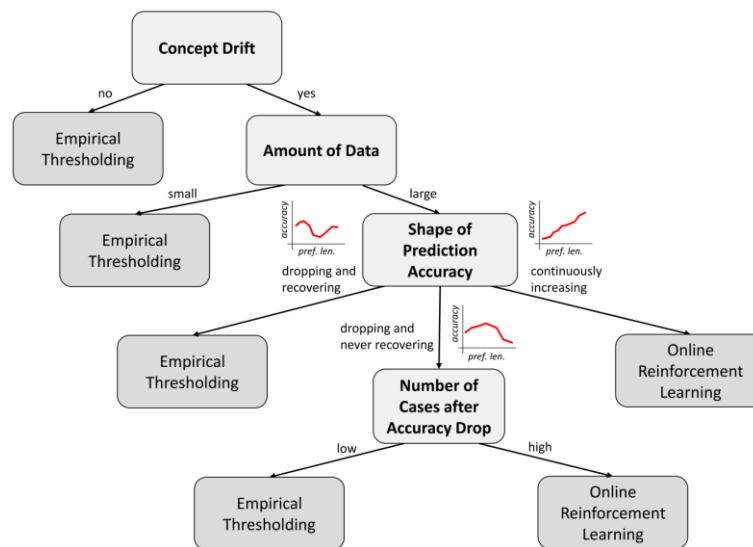 Concept Drift
no
yes
Empirical
Thresholding
Amount of Data
small
large
Empirical
Thresholding
accuracy
pref. len.
dropping and
recovering
Shape of
Prediction
Accuracy
accuracy
pref. len.
continuously
increasing
Empirical
Thresholding
dropping and
never recovering
accuracy
pref. len.
Online
Reinforcement
Learning
Number of
Cases after
Accuracy Drop
low
high
Empirical
Thresholding
Online
Reinforcement
Learning